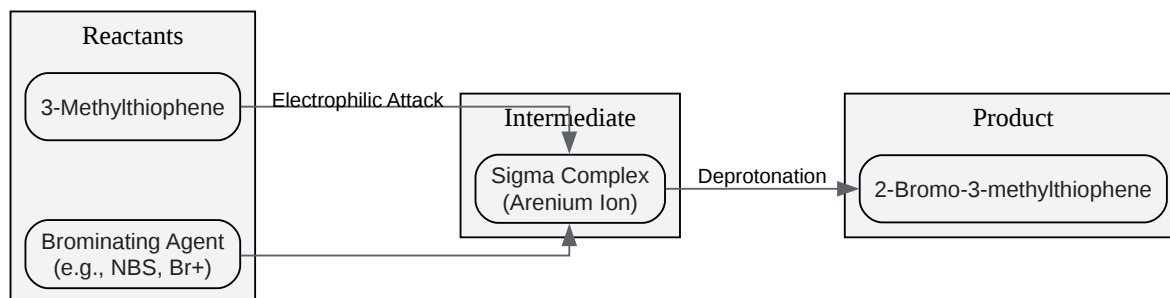 Reactants
3-Methylthiophene
Electrophilic Attack
Brominating Agent
(e.g., NBS, Br+)
Intermediate
Sigma Complex
(Arenium Ion)
Deprotonation
Product
2-Bromo-3-methylthiophene